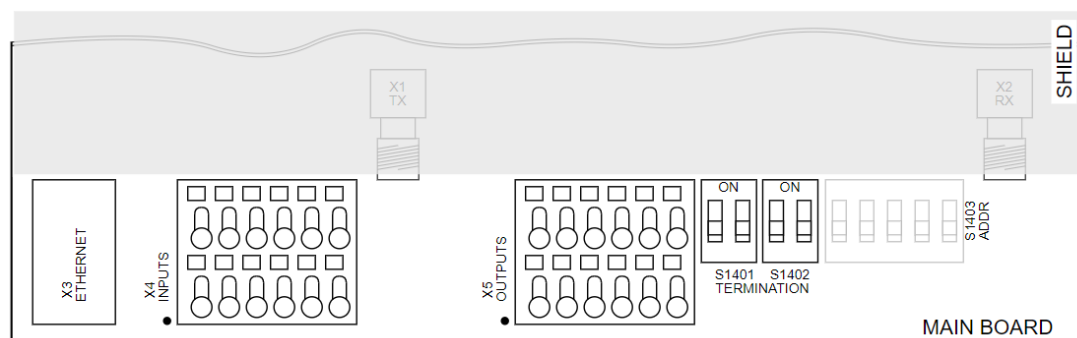 SHIELD
X1
TX
X2
RX
X3
ETHERNET
X4
INPUTS
X5
OUTPUTS
ON
ON
S1401
S1402
TERMINATION
S1403
ADDR
MAIN BOARD